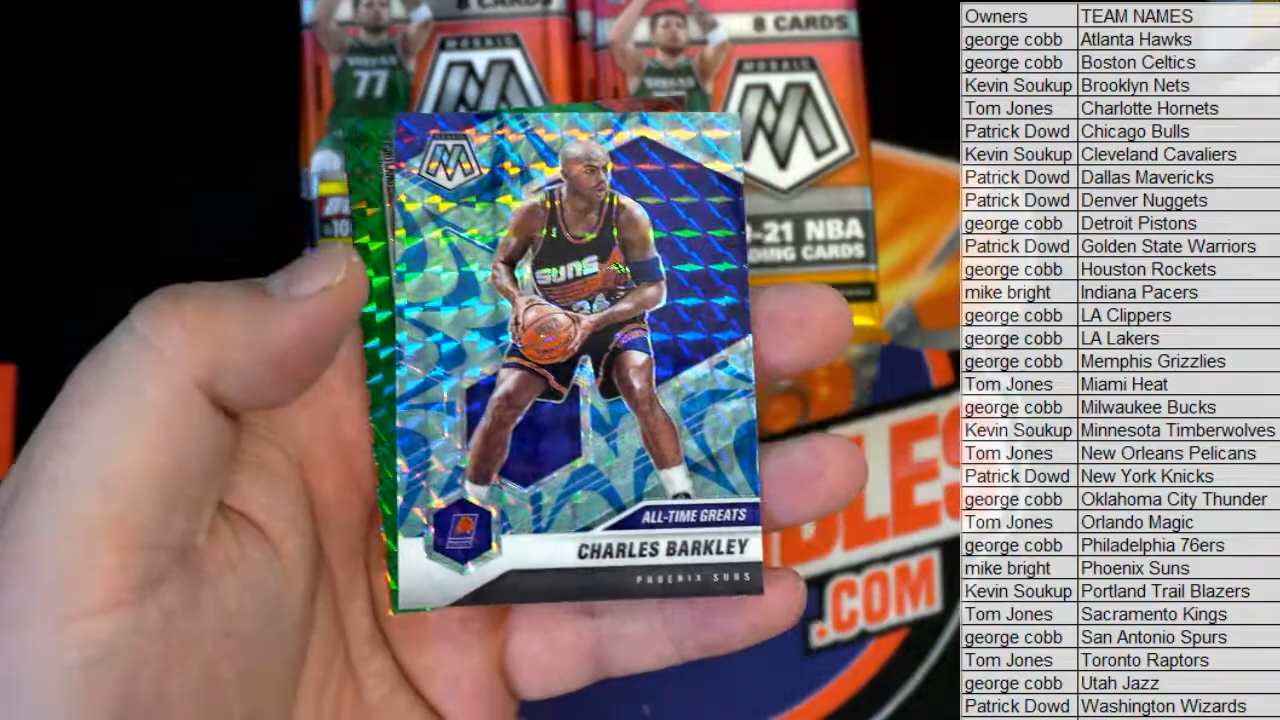 8 CARDS
8 CARDS
MOSAIC
MOSAIC
77
-21 NBA
DING CARDS
SUNS
ALL-TIME GREATS
CHARLES BARKLEY
PHOENIX SUNS
BLES
.COM
Owners TEAM NAMES
george cobb Atlanta Hawks
george cobb Boston Celtics
Kevin Soukup Brooklyn Nets
Tom Jones Charlotte Hornets
Patrick Dowd Chicago Bulls
Kevin Soukup Cleveland Cavaliers
Patrick Dowd Dallas Mavericks
Patrick Dowd Denver Nuggets
george cobb Detroit Pistons
Patrick Dowd Golden State Warriors
george cobb Houston Rockets
mike bright Indiana Pacers
george cobb LA Clippers
george cobb LA Lakers
george cobb Memphis Grizzlies
Tom Jones Miami Heat
george cobb Milwaukee Bucks
Kevin Soukup Minnesota Timberwolves
Tom Jones New Orleans Pelicans
Patrick Dowd New York Knicks
george cobb Oklahoma City Thunder
Tom Jones Orlando Magic
george cobb Philadelphia 76ers
mike bright Phoenix Suns
Kevin Soukup Portland Trail Blazers
Tom Jones Sacramento Kings
george cobb San Antonio Spurs
Tom Jones Toronto Raptors
george cobb Utah Jazz
Patrick Dowd Washington Wizards